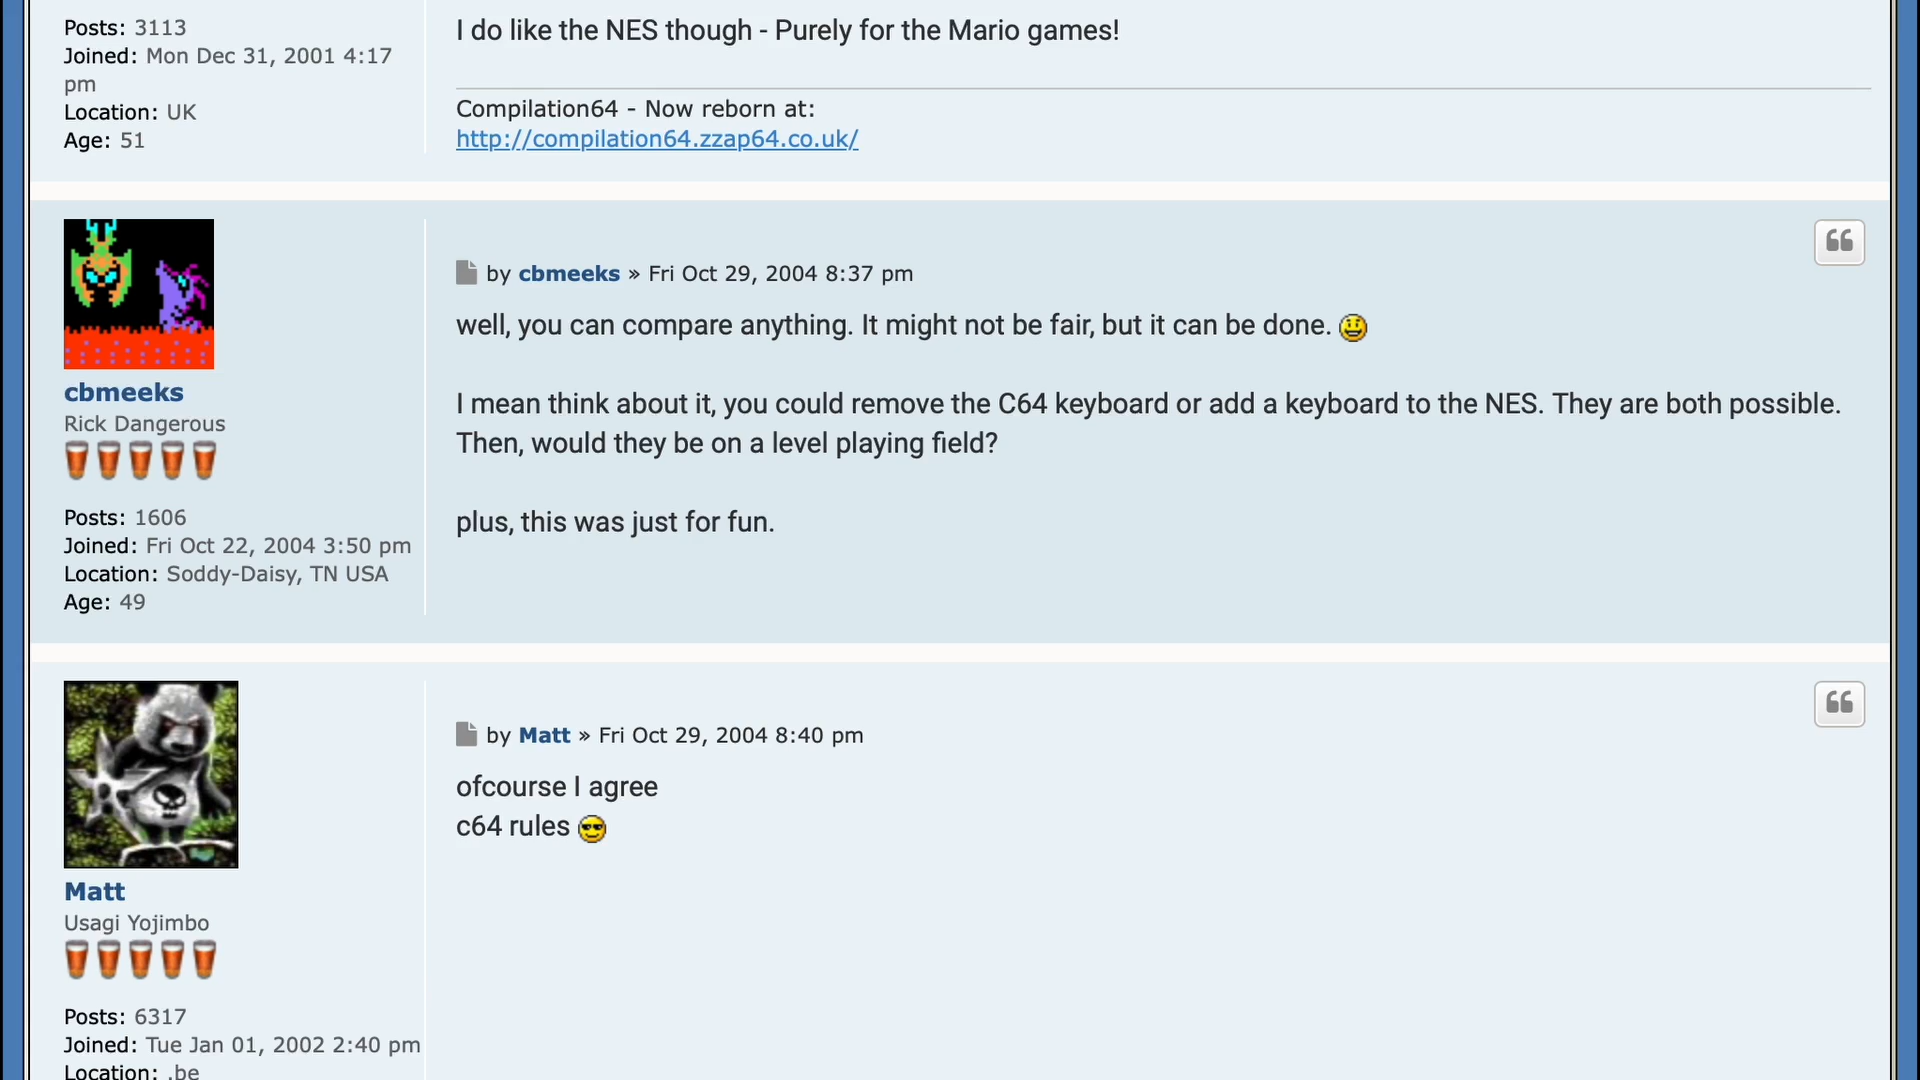 Posts: 3113
Joined: Mon Dec 31, 2001 4:17
pm
Location: UK
Age: 51
I do like the NES though - Purely for the Mario games!
Compilation64 - Now reborn at:
http://compilation64.zzap64.co.uk/
cbmeeks
Rick Dangerous
Posts: 1606
Joined: Fri Oct 22, 2004 3:50 pm
Location: Soddy-Daisy, TN USA
Age: 49
by cbmeeks » Fri Oct 29, 2004 8:37 pm
well, you can compare anything. It might not be fair, but it can be done.
I mean think about it, you could remove the C64 keyboard or add a keyboard to the NES. They are both possible.
Then, would they be on a level playing field?
plus, this was just for fun.
Matt
Usagi Yojimbo
Posts: 6317
Joined: Tue Jan 01, 2002 2:40 pm
Location: .be
by Matt » Fri Oct 29, 2004 8:40 pm
ofcourse I agree
c64 rules